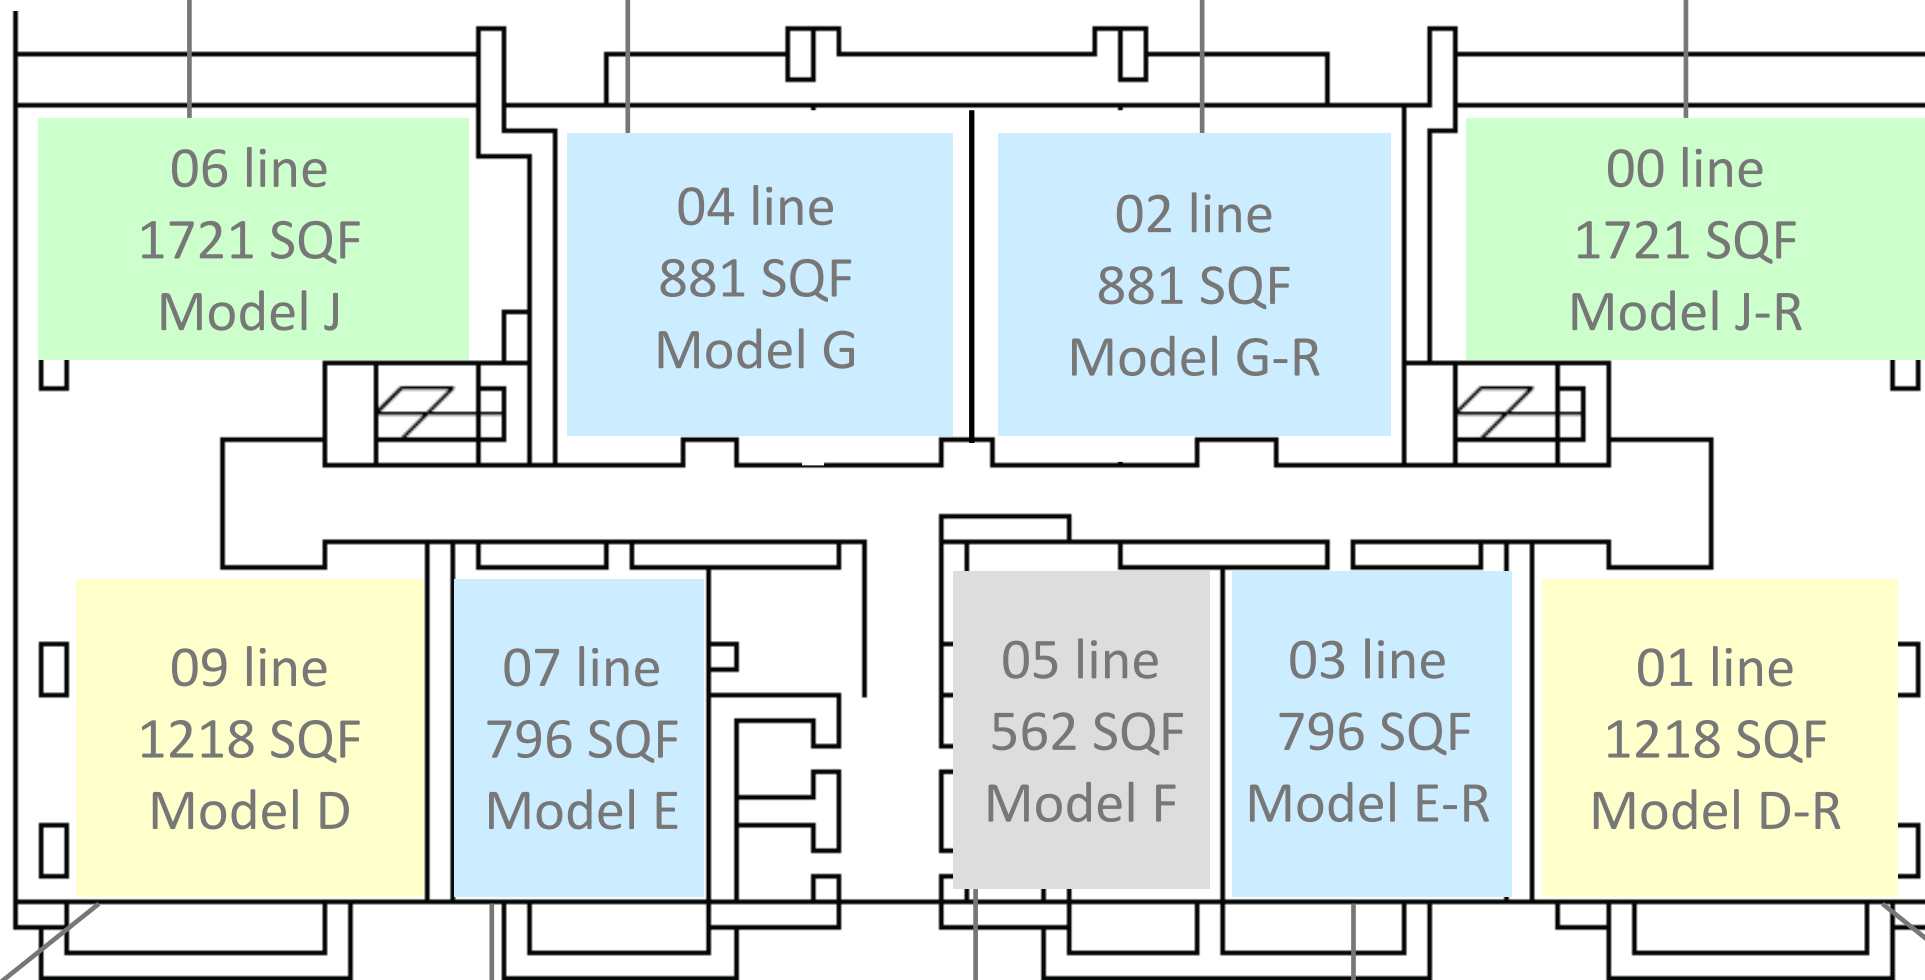 06 line
1721 SQF
Model J
04 line
881 SQF
Model G
02 line
881 SQF
Model G-R
00 line
1721 SQF
Model J-R
09 line
1218 SQF
Model D
07 line
796 SQF
Model E
05 line
562 SQF
Model F
03 line
796 SQF
Model E-R
01 line
1218 SQF
Model D-R